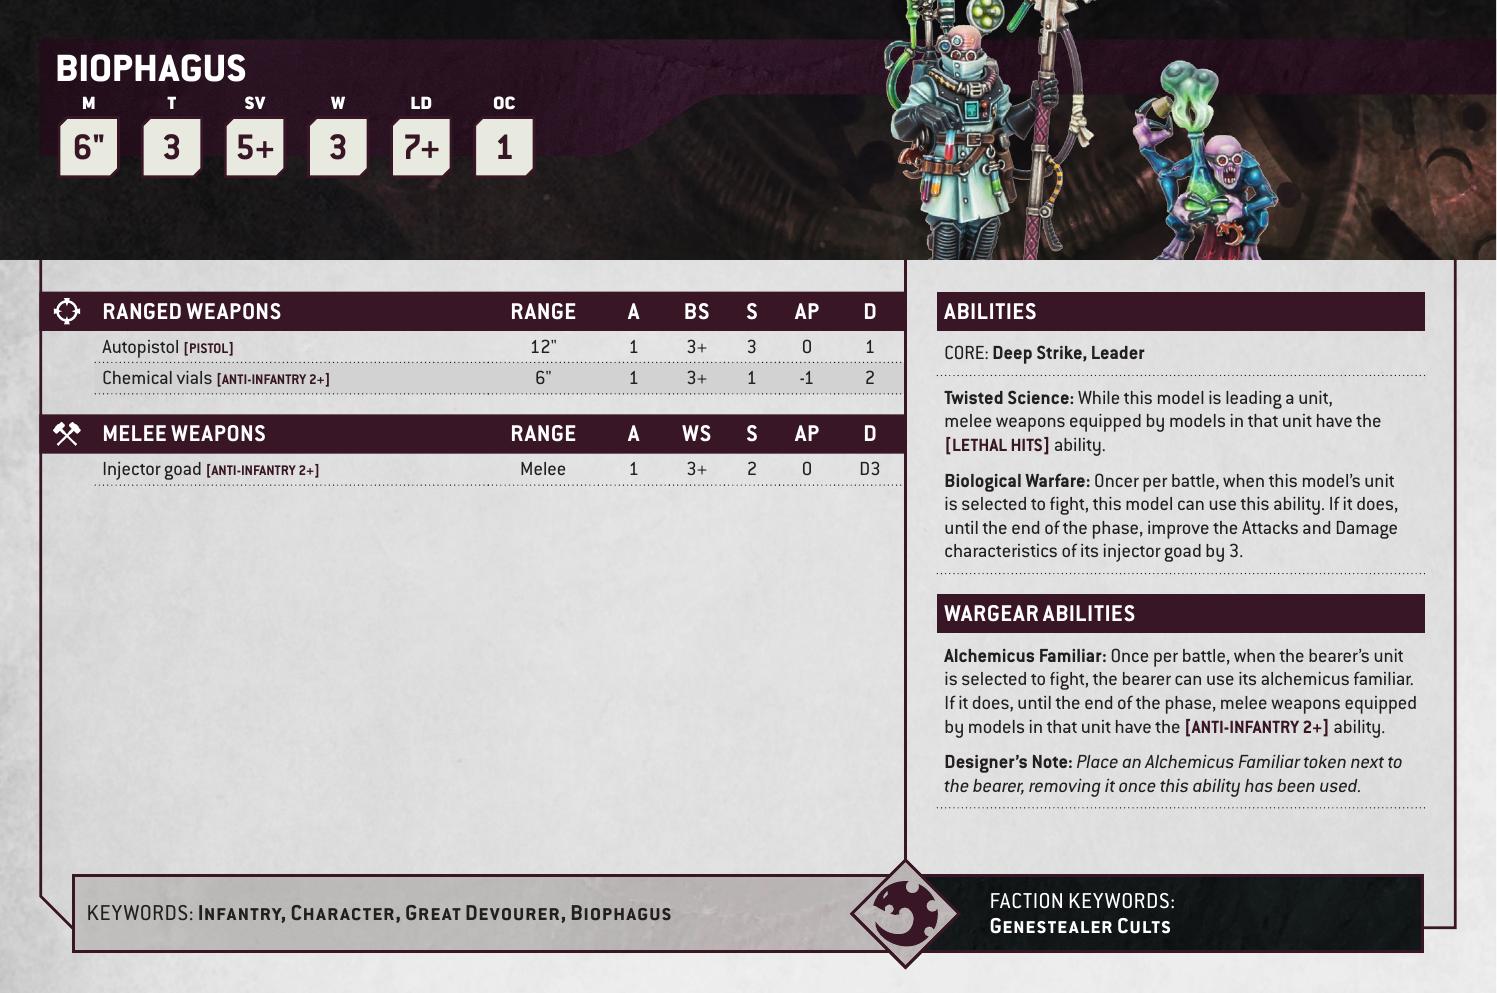 BIOPHAGUS
M T SV W LD OC
6" 3 5+ 3 7+ 1
RANGED WEAPONS RANGE A BS S AP D
Autopistol [PISTOL] 12" 1 3+ 3 0 1
Chemical vials [ANTI-INFANTRY 2+] 6" 1 3+ 1 -1 2
MELEE WEAPONS RANGE A WS S AP D
Injector goad [ANTI-INFANTRY 2+] Melee 1 3+ 2 0 D3
ABILITIES
CORE: Deep Strike, Leader
Twisted Science: While this model is leading a unit,
melee weapons equipped by models in that unit have the
[LETHAL HITS] ability.
Biological Warfare: Oncer per battle, when this model's unit
is selected to fight, this model can use this ability. If it does,
until the end of the phase, improve the Attacks and Damage
characteristics of its injector goad by 3.
WARGEAR ABILITIES
Alchemicus Familiar: Once per battle, when the bearer's unit
is selected to fight, the bearer can use its alchemicus familiar.
If it does, until the end of the phase, melee weapons equipped
by models in that unit have the [ANTI-INFANTRY 2+] ability.
Designer's Note: Place an Alchemicus Familiar token next to
the bearer, removing it once this ability has been used.
KEYWORDS: INFANTRY, CHARACTER, GREAT DEVOURER, BIOPHAGUS
FACTION KEYWORDS:
GENESTEALER CULTS